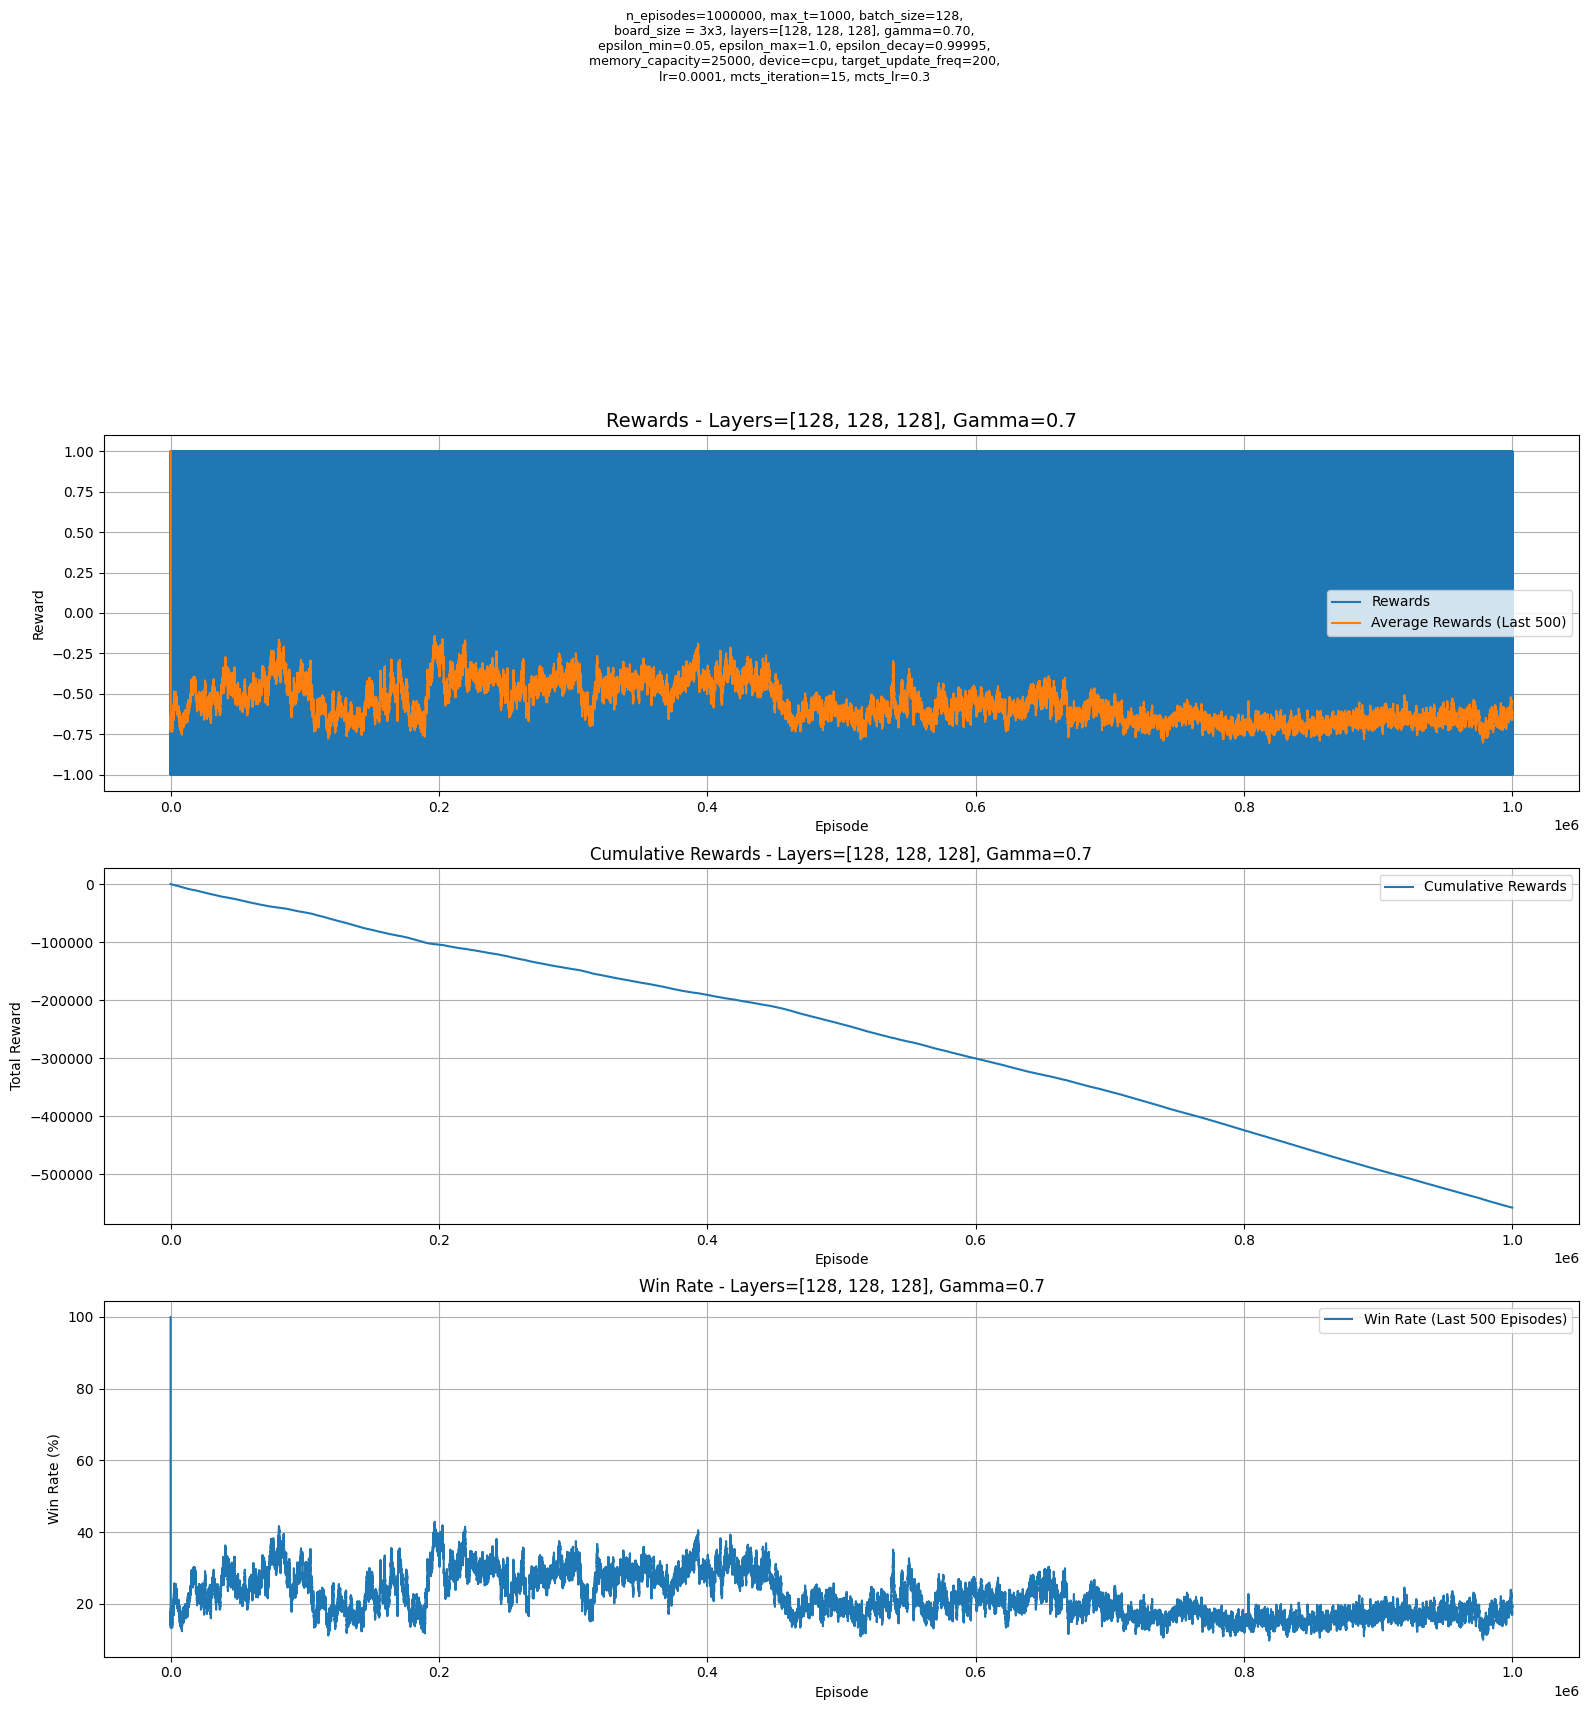 n_episodes=1000000, max_t=1000, batch_size=128,
board_size = 3x3, layers=[128, 128, 128], gamma=0.70,
epsilon_min=0.05, epsilon_max=1.0, epsilon_decay=0.99995,
memory_capacity=25000, device=cpu, target_update_freq=200,
lr=0.0001, mcts_iteration=15, mcts_lr=0.3
Rewards - Layers=[128, 128, 128], Gamma=0.7
1.00
0.75
0.50
0.25
0.00
−0.25
−0.50
−0.75
−1.00
Reward
Rewards
Average Rewards (Last 500)
0.0 0.2 0.4 0.6 0.8 1.0
Episode
1e6
Cumulative Rewards - Layers=[128, 128, 128], Gamma=0.7
0
−100000
−200000
−300000
−400000
−500000
Total Reward
Cumulative Rewards
0.0 0.2 0.4 0.6 0.8 1.0
Episode
1e6
Win Rate - Layers=[128, 128, 128], Gamma=0.7
100
80
60
40
20
Win Rate (%)
Win Rate (Last 500 Episodes)
0.0 0.2 0.4 0.6 0.8 1.0
Episode
1e6